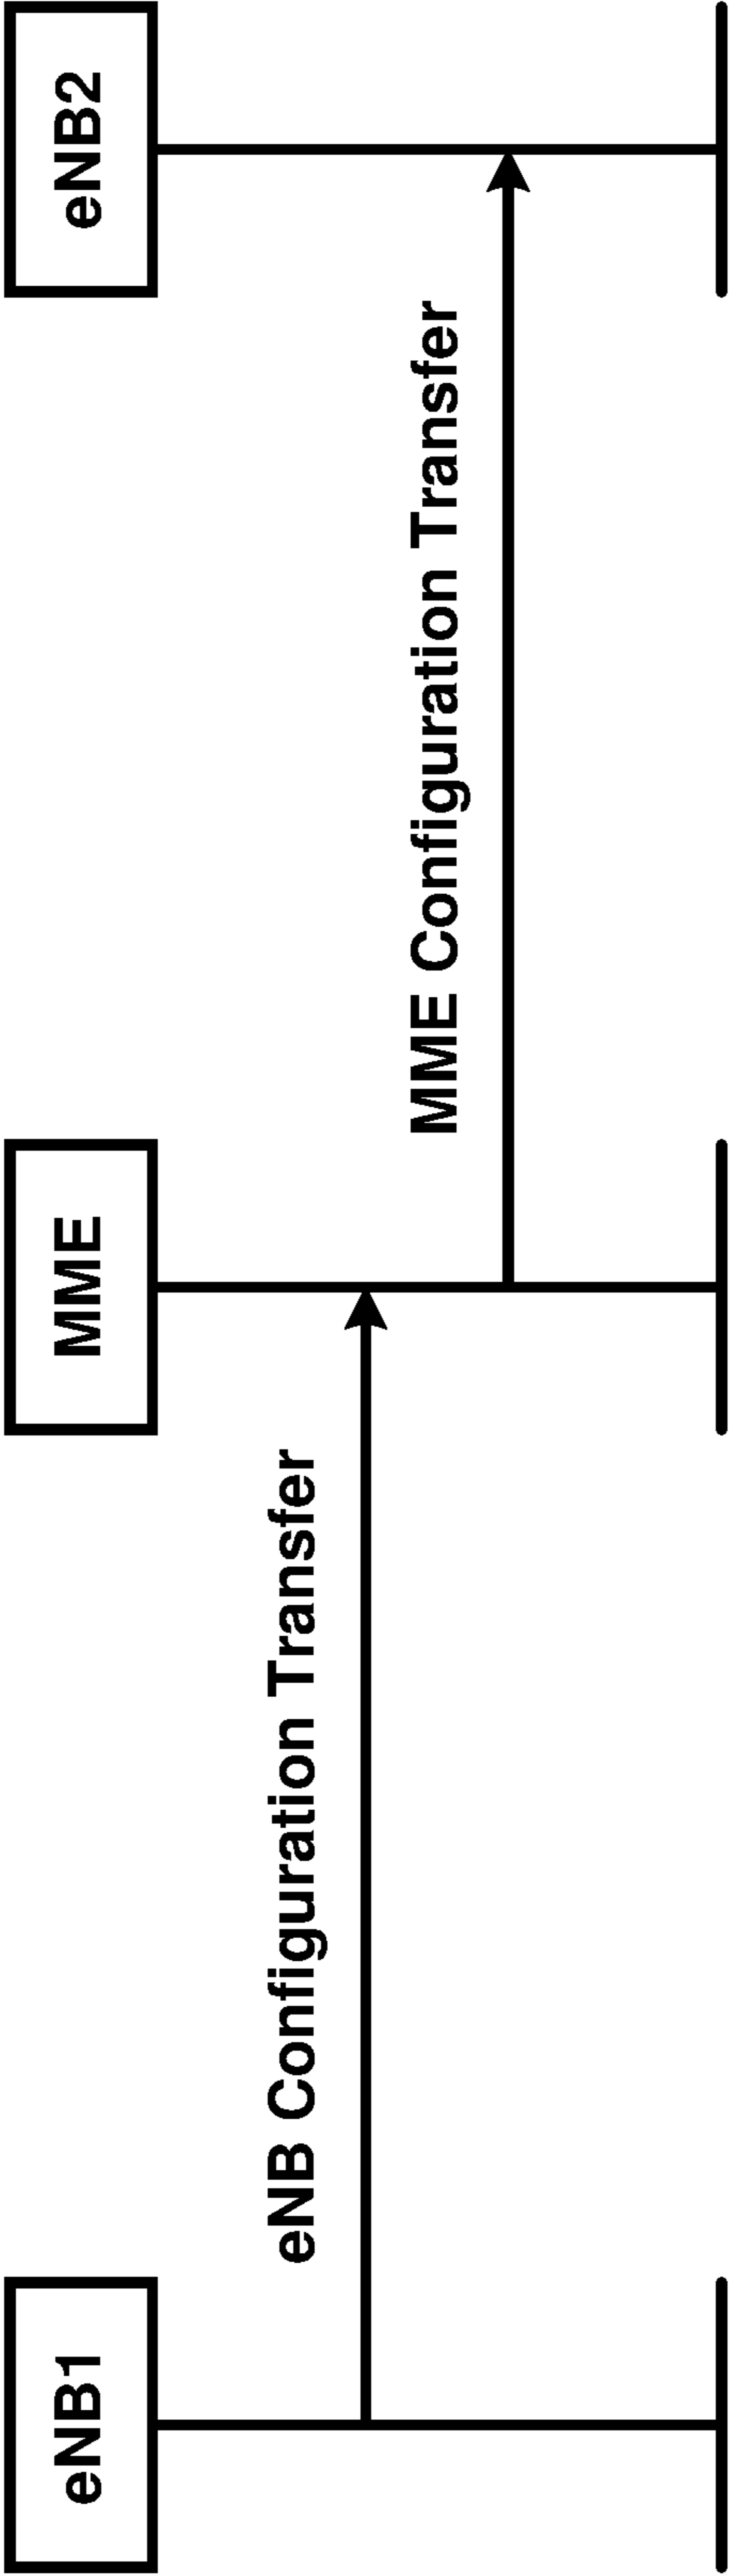 eNB1
MME
eNB2
eNB Configuration Transfer
MME Configuration Transfer